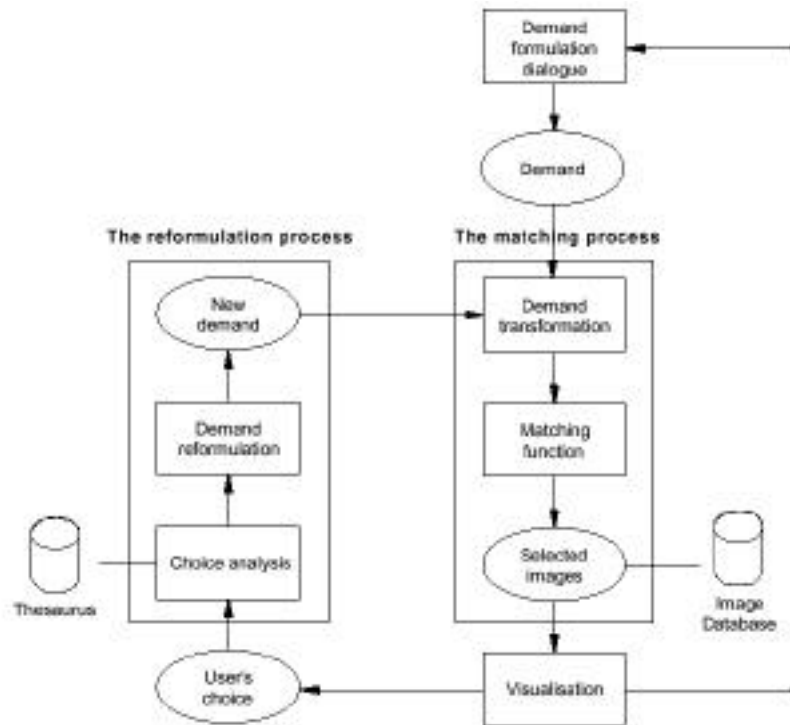 Demand
formulation
dialogue
Demand
The reformulation process
The matching process
New
demand
Demand
transformation
Demand
reformulation
Matching
function
Choice analysis
Selected
images
Thesaurus
Image
Database
User's
choice
Visualisation